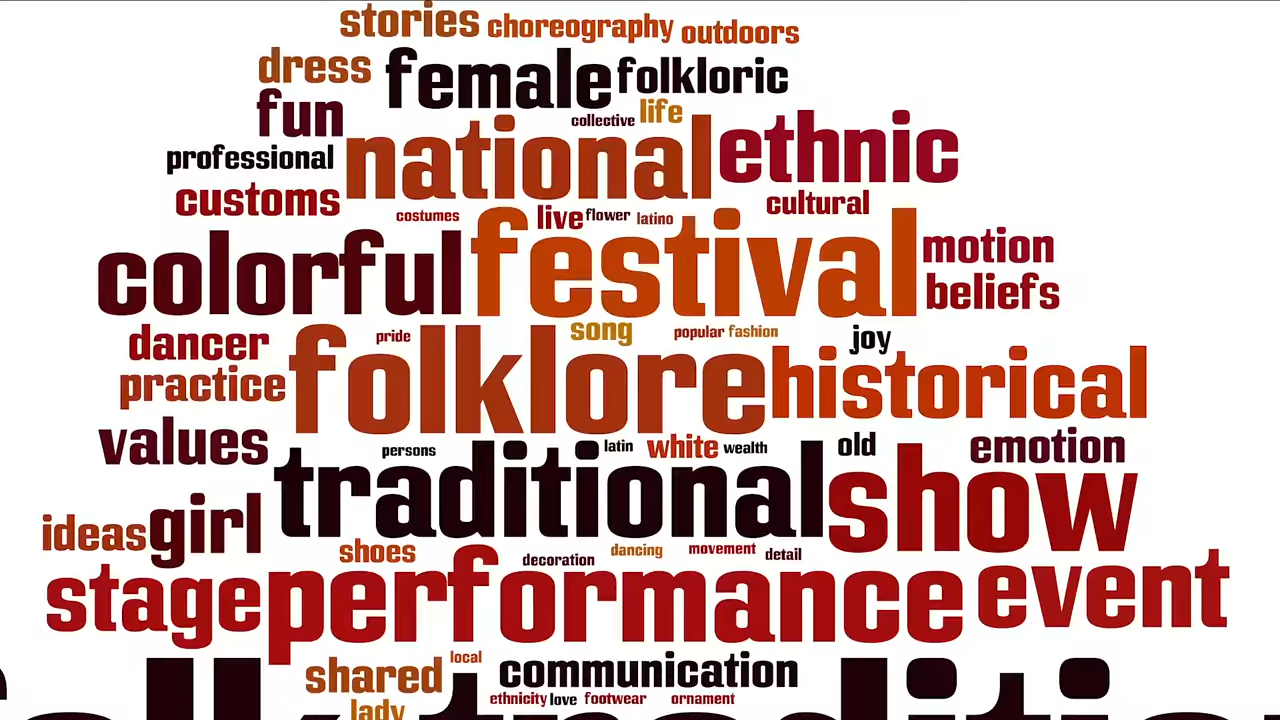 stories choreography outdoors
dress female folkloric
fun collective life
professional national ethnic
customs cultural
costumes live flower latino
colorful festival motion
beliefs
dancer pride song popular fashion joy
practice folklore historical
values persons latin white wealth old emotion
ideas girl traditional show
shoes decoration dancing movement detail
stage performance event
shared local communication
ethnicity love footwear ornament
lady